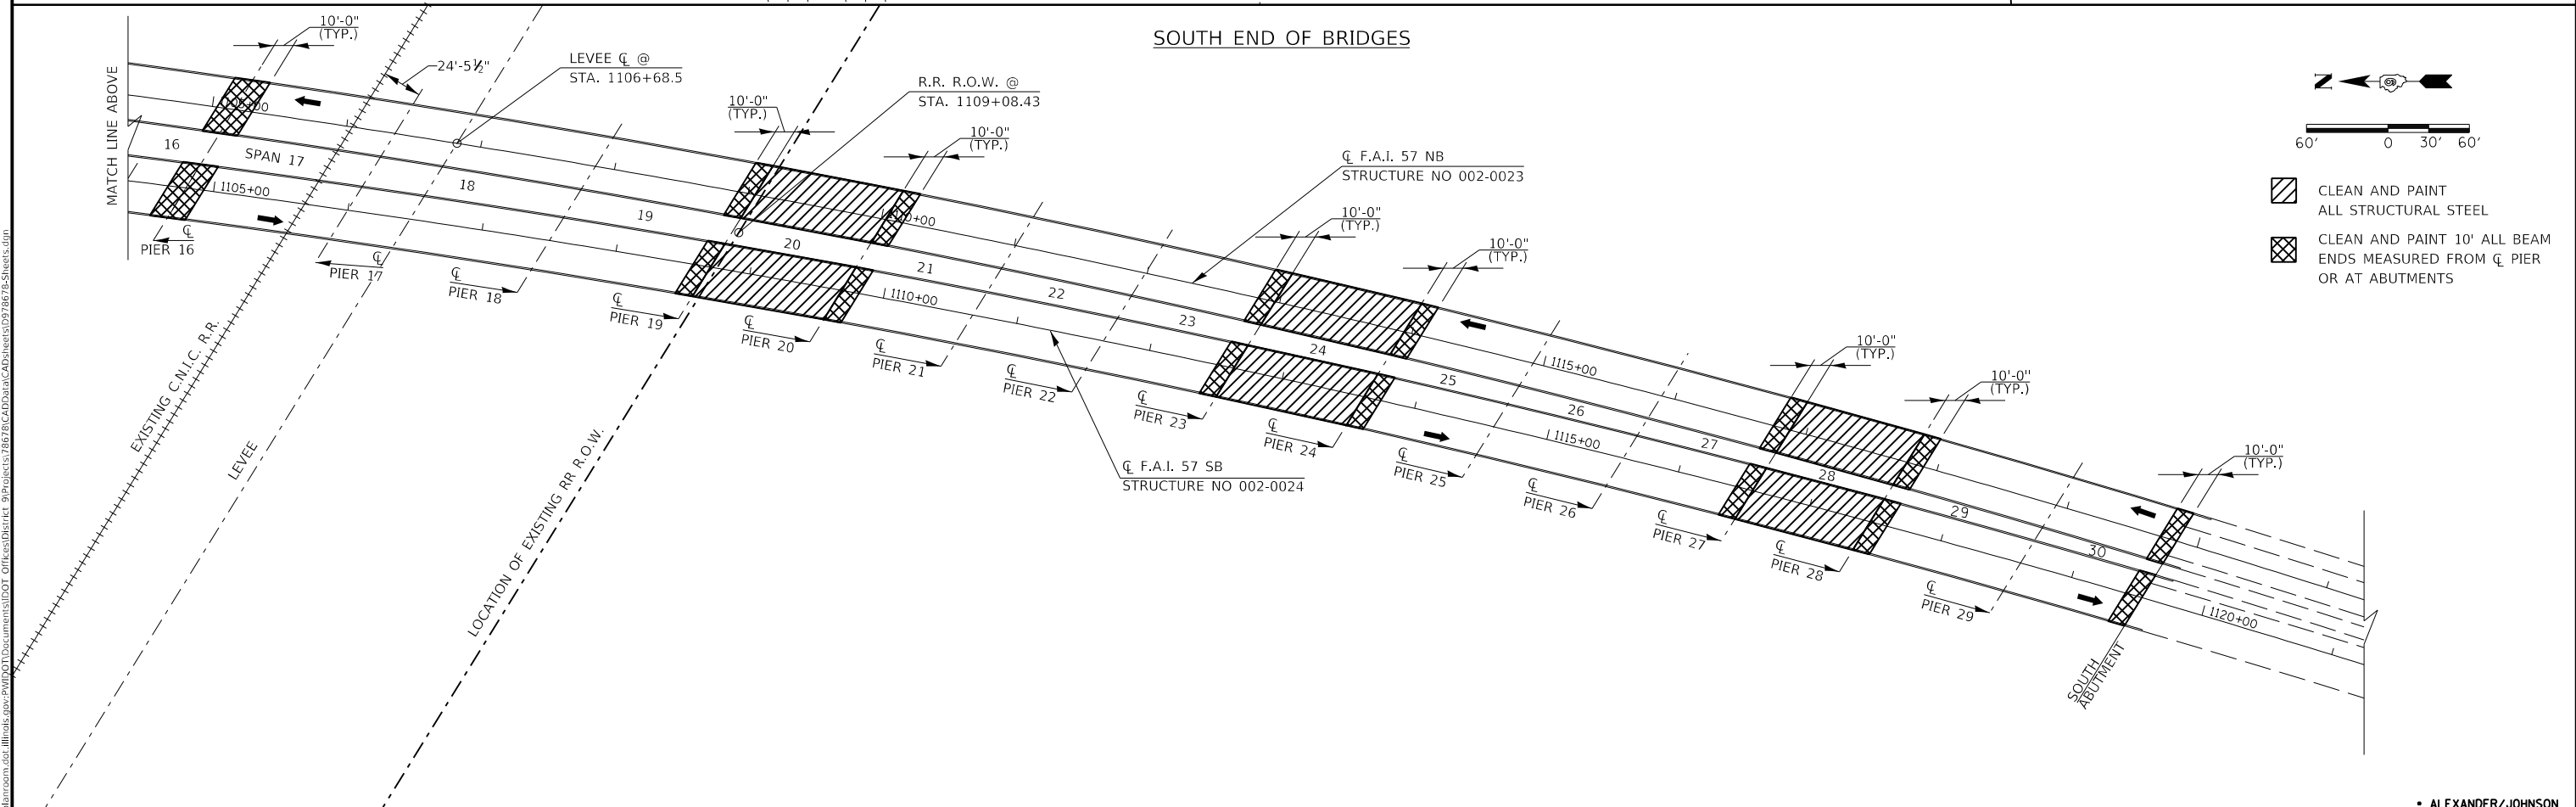 SOUTH END OF BRIDGES
10'-0"
(TYP.)
24'-5½"
LEVEE ℄ @
STA. 1106+68.5
R.R. R.O.W. @
STA. 1109+08.43
MATCH LINE ABOVE
10'-0"
(TYP.)
10'-0"
(TYP.)
℄ F.A.I. 57 NB
STRUCTURE NO 002-0023
10'-0"
(TYP.)
10'-0"
(TYP.)
10'-0"
(TYP.)
10'-0"
(TYP.)
10'-0"
(TYP.)
N
60' 0 30' 60'
CLEAN AND PAINT
ALL STRUCTURAL STEEL
CLEAN AND PAINT 10' ALL BEAM
ENDS MEASURED FROM ℄ PIER
OR AT ABUTMENTS
16
SPAN 17
18
19
20
21
22
23
24
25
26
27
28
29
30
1105+00
1110+00
1115+00
1115+00
1120+00
℄
PIER 16
℄
PIER 17
℄
PIER 18
℄
PIER 19
℄
PIER 20
℄
PIER 21
℄
PIER 22
℄
PIER 23
℄
PIER 24
℄
PIER 25
℄
PIER 26
℄
PIER 27
℄
PIER 28
℄
PIER 29
SOUTH
ABUTMENT
℄ F.A.I. 57 SB
STRUCTURE NO 002-0024
EXISTING C.N.I.C. R.R.
LEVEE
LOCATION OF EXISTING RR R.O.W.
• ALEXANDER/JOHNSON